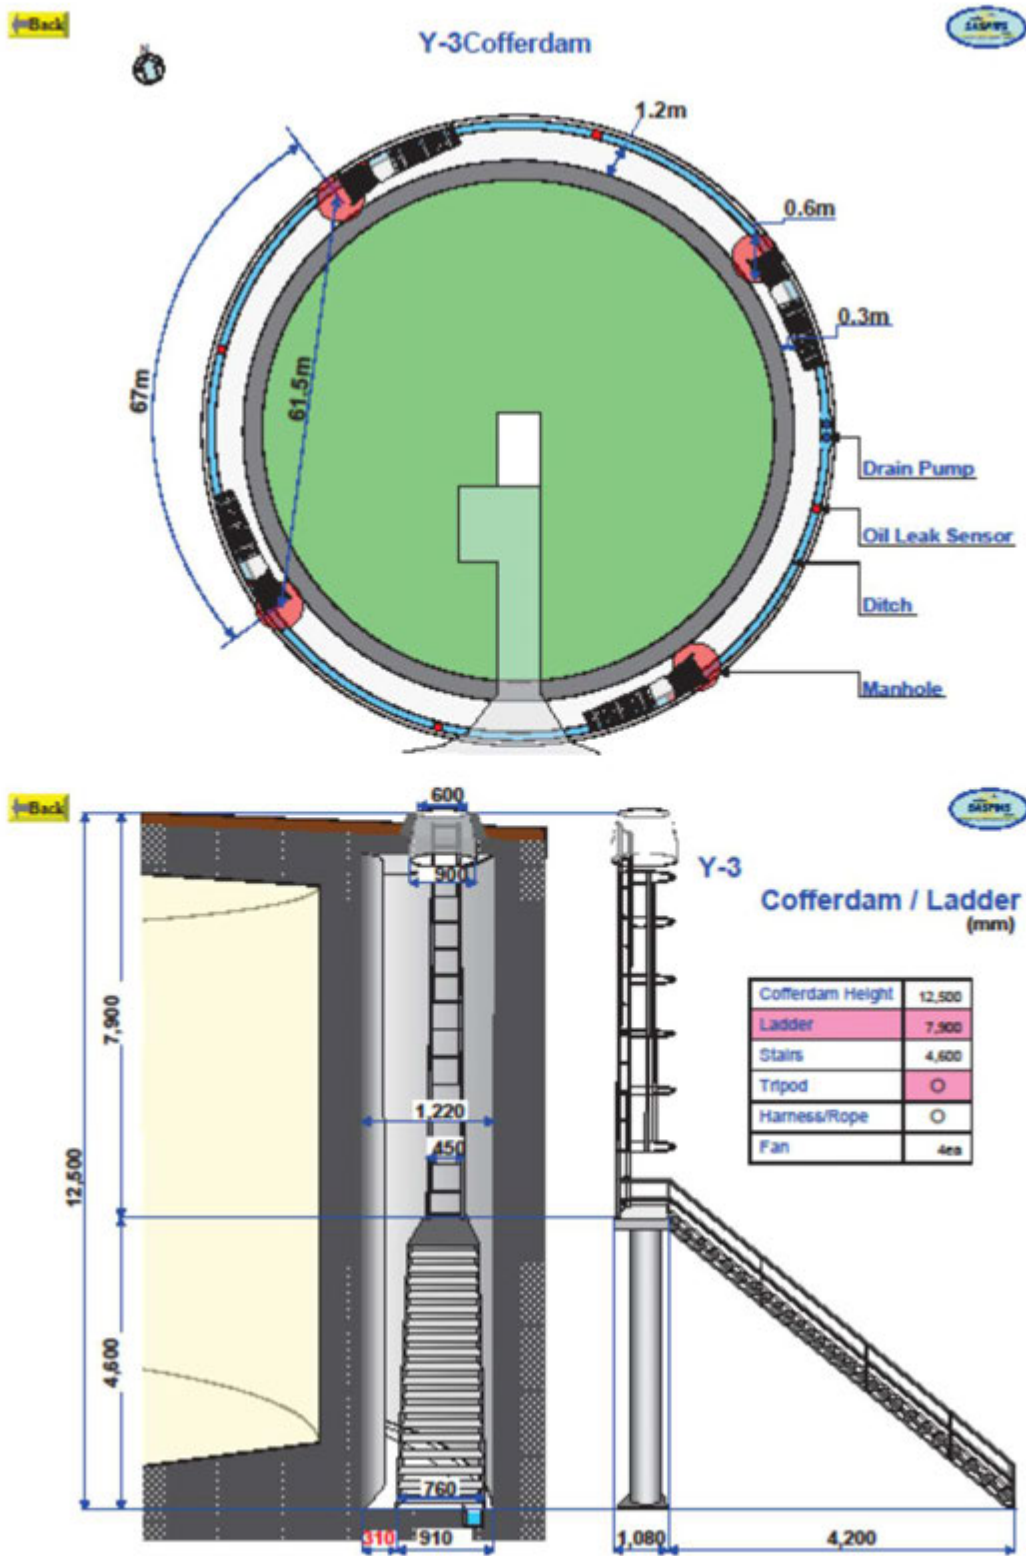 Back
Y-3Cofferdam
N
1.2m
0.6m
0.3m
67m
61.5m
Drain Pump
Oil Leak Sensor
Ditch
Manhole
Back
600
Y-3
Cofferdam / Ladder
(mm)
900
Cofferdam Height 12,500
Ladder 7,900
Stairs 4,600
Tripod O
Harness/Rope O
Fan 4ea
7,900
1,220
450
12,500
4,600
760
310 910 1,080 4,200